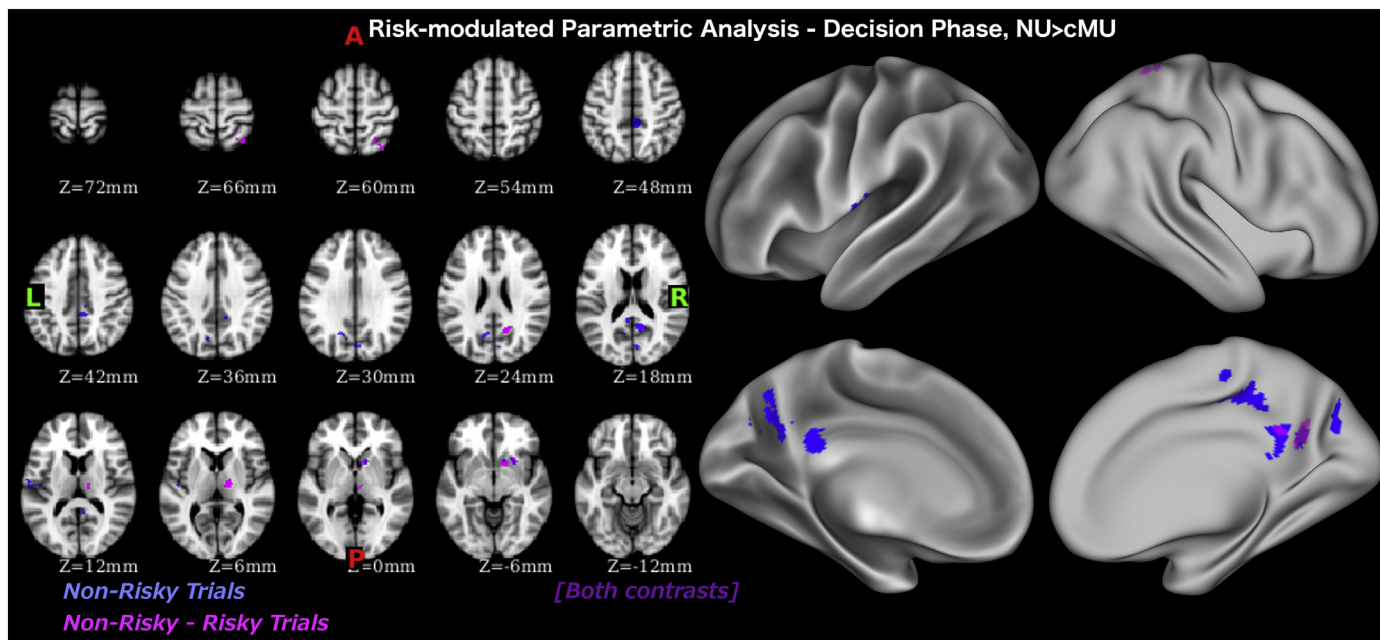 Risk-modulated Parametric Analysis - Decision Phase, NU>cMU
A
Z=72mm Z=66mm Z=60mm Z=54mm Z=48mm
L R
Z=42mm Z=36mm Z=30mm Z=24mm Z=18mm
P
Z=12mm Z=6mm Z=0mm Z=-6mm Z=-12mm
Non-Risky Trials [Both contrasts]
Non-Risky - Risky Trials